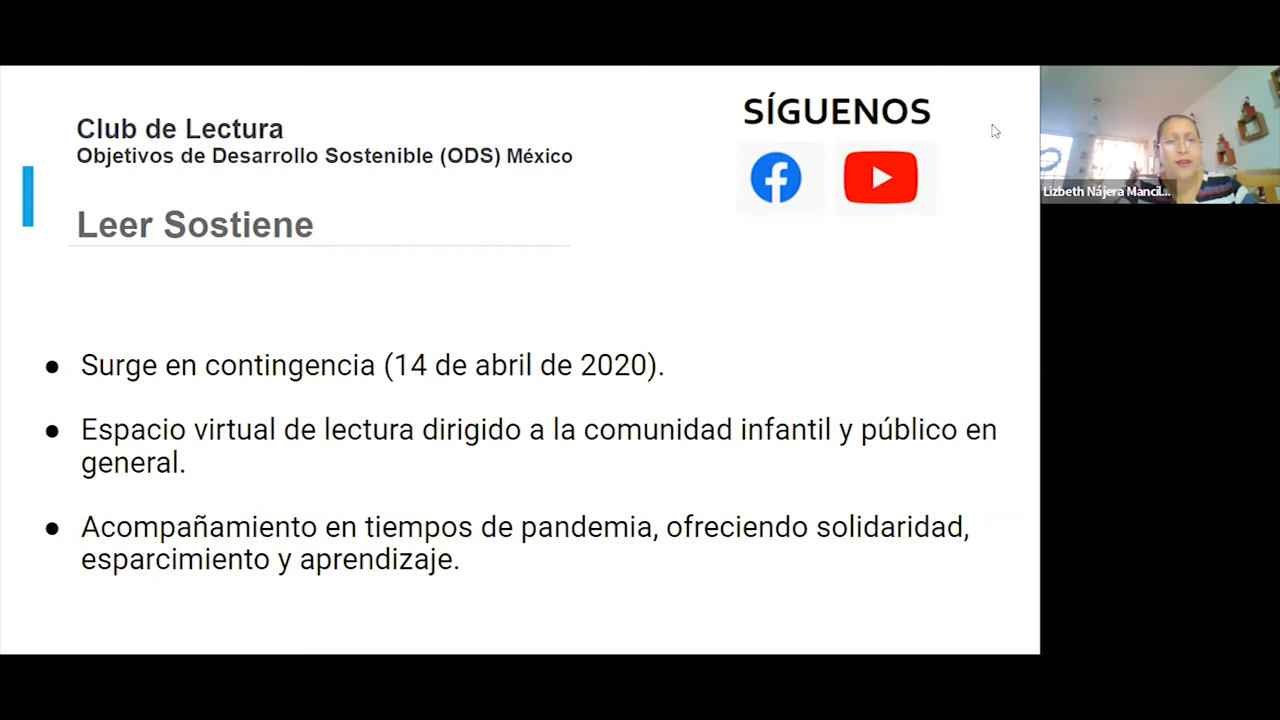 Club de Lectura
Objetivos de Desarrollo Sostenible (ODS) México
Leer Sostiene
SÍGUENOS
Lizbeth Nájera Mancil...
● Surge en contingencia (14 de abril de 2020).
● Espacio virtual de lectura dirigido a la comunidad infantil y público en
general.
● Acompañamiento en tiempos de pandemia, ofreciendo solidaridad,
esparcimiento y aprendizaje.